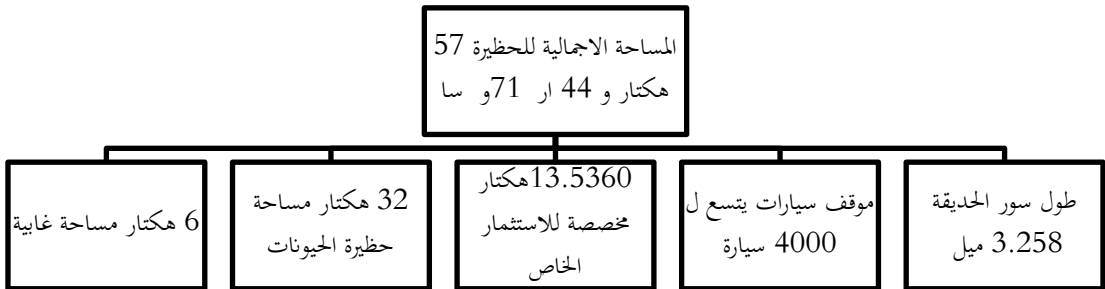 المساحة الاجمالية للحظيرة 57
هكتار و 44 ار 71و سا
طول سور الحديقة
3.258 ميل
موقف سيارات يتسع ل
4000 سيارة
13.5360هكتار
مخصصة للاستثمار
الخاص
32 هكتار مساحة
حظيرة الحيونات
6 هكتار مساحة غابية